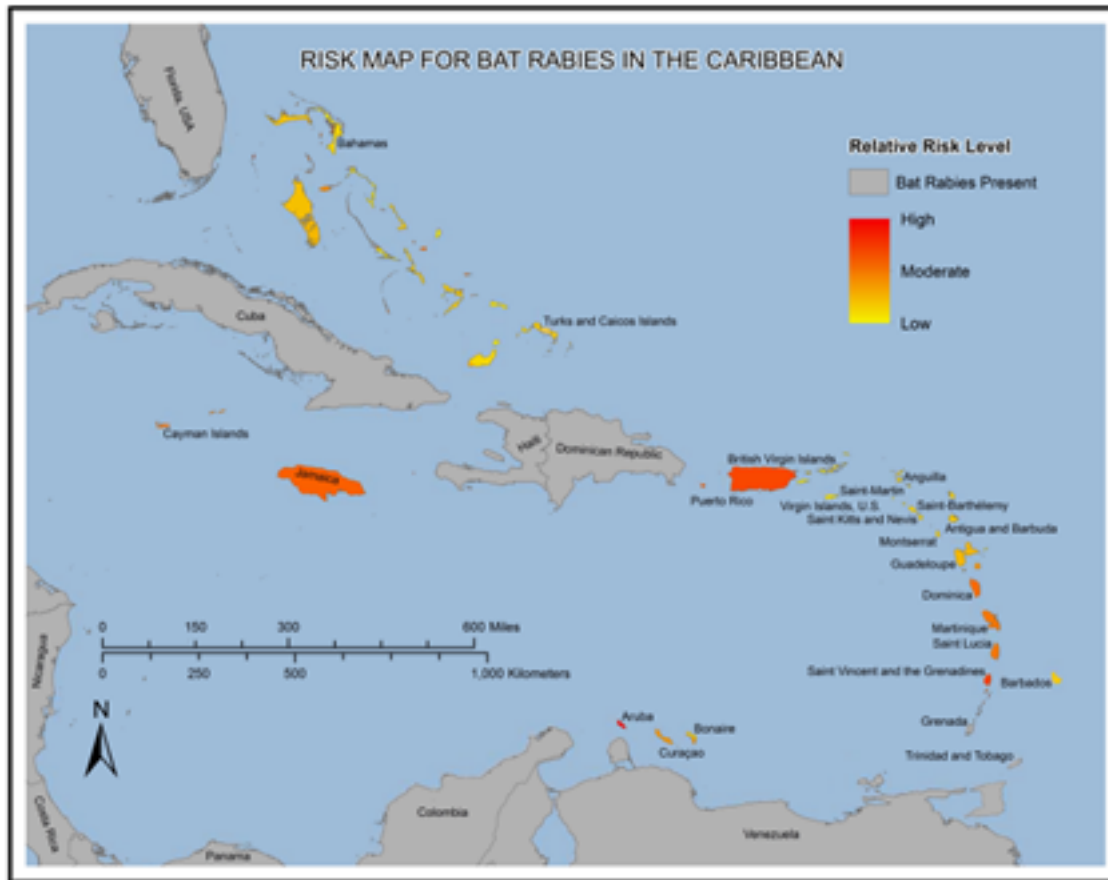 RISK MAP FOR BAT RABIES IN THE CARIBBEAN
Florida, USA
Bahamas
Relative Risk Level
Bat Rabies Present
High
Moderate
Low
Cuba
Turks and Caicos Islands
Cayman Islands
Jamaica
Haiti
Dominican Republic
Puerto Rico
British Virgin Islands
Virgin Islands, U.S.
Anguilla
Saint-Martin
Saint-Barthélemy
Saint Kitts and Nevis
Antigua and Barbuda
Montserrat
Guadeloupe
Dominica
Martinique
Saint Lucia
Saint Vincent and the Grenadines
Barbados
Grenada
Trinidad and Tobago
0 150 300 600 Miles
0 250 500 1,000 Kilometers
N
Aruba
Curaçao
Bonaire
Nicaragua
Costa Rica
Panama
Colombia
Venezuela